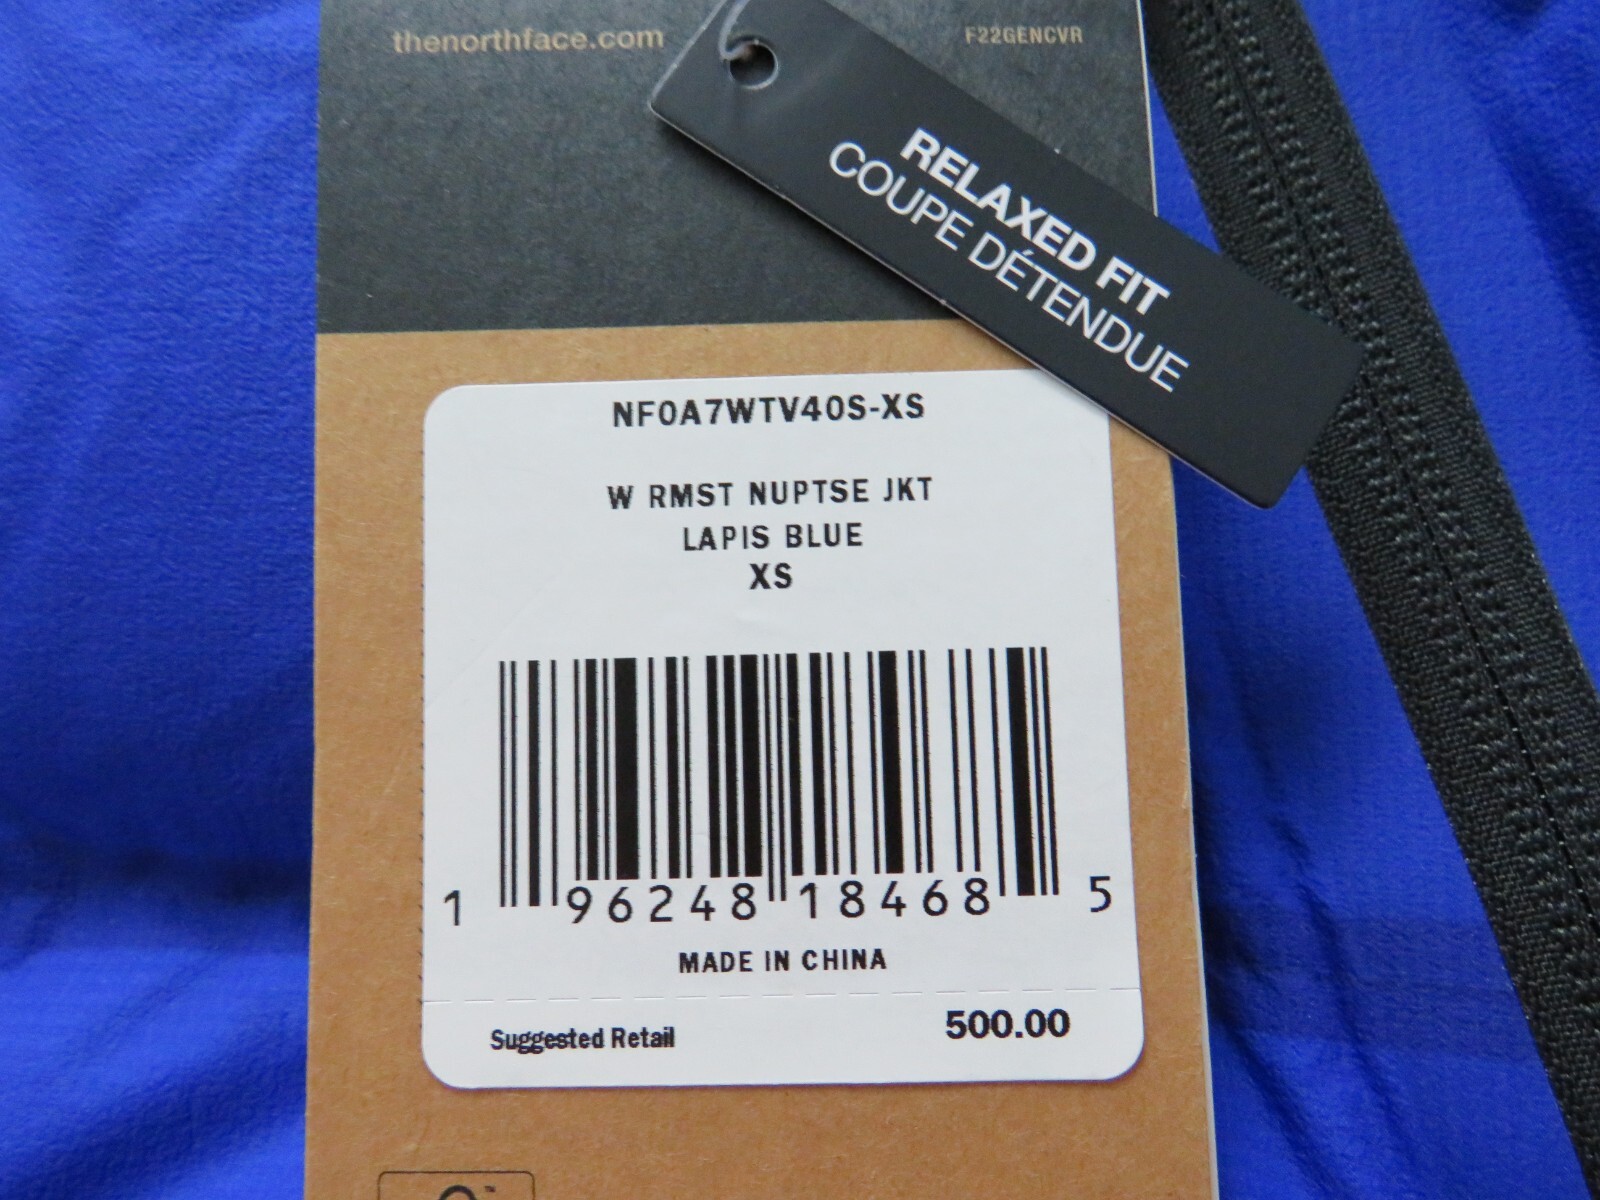 thenorthface.com
F22GENCVR
RELAXED FIT
COUPE DÉTENDUE
NF0A7WTV40S-XS
W RMST NUPTSE JKT
LAPIS BLUE
XS
1 96248 18468 5
MADE IN CHINA
Suggested Retail 500.00